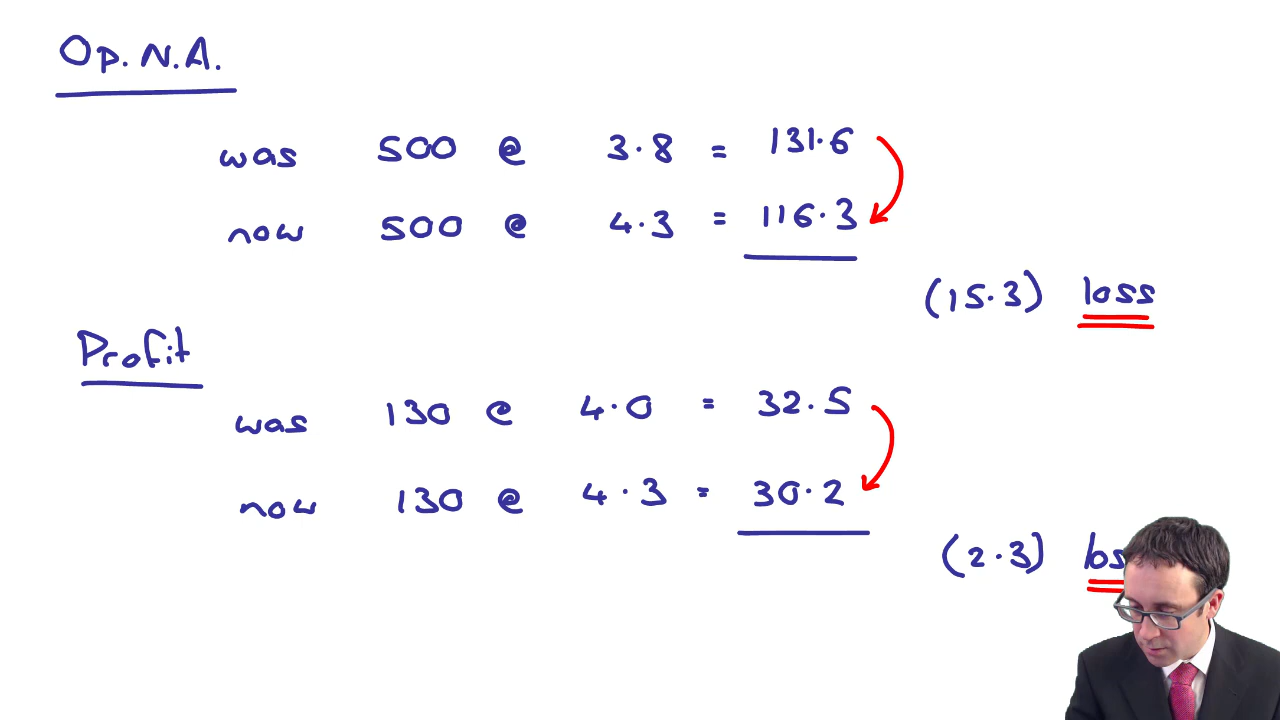 Op. N.A.
was 500 @ 3.8 = 131.6
now 500 @ 4.3 = 116.3
(15.3) loss
Profit
was 130 @ 4.0 = 32.5
now 130 @ 4.3 = 30.2
(2.3)